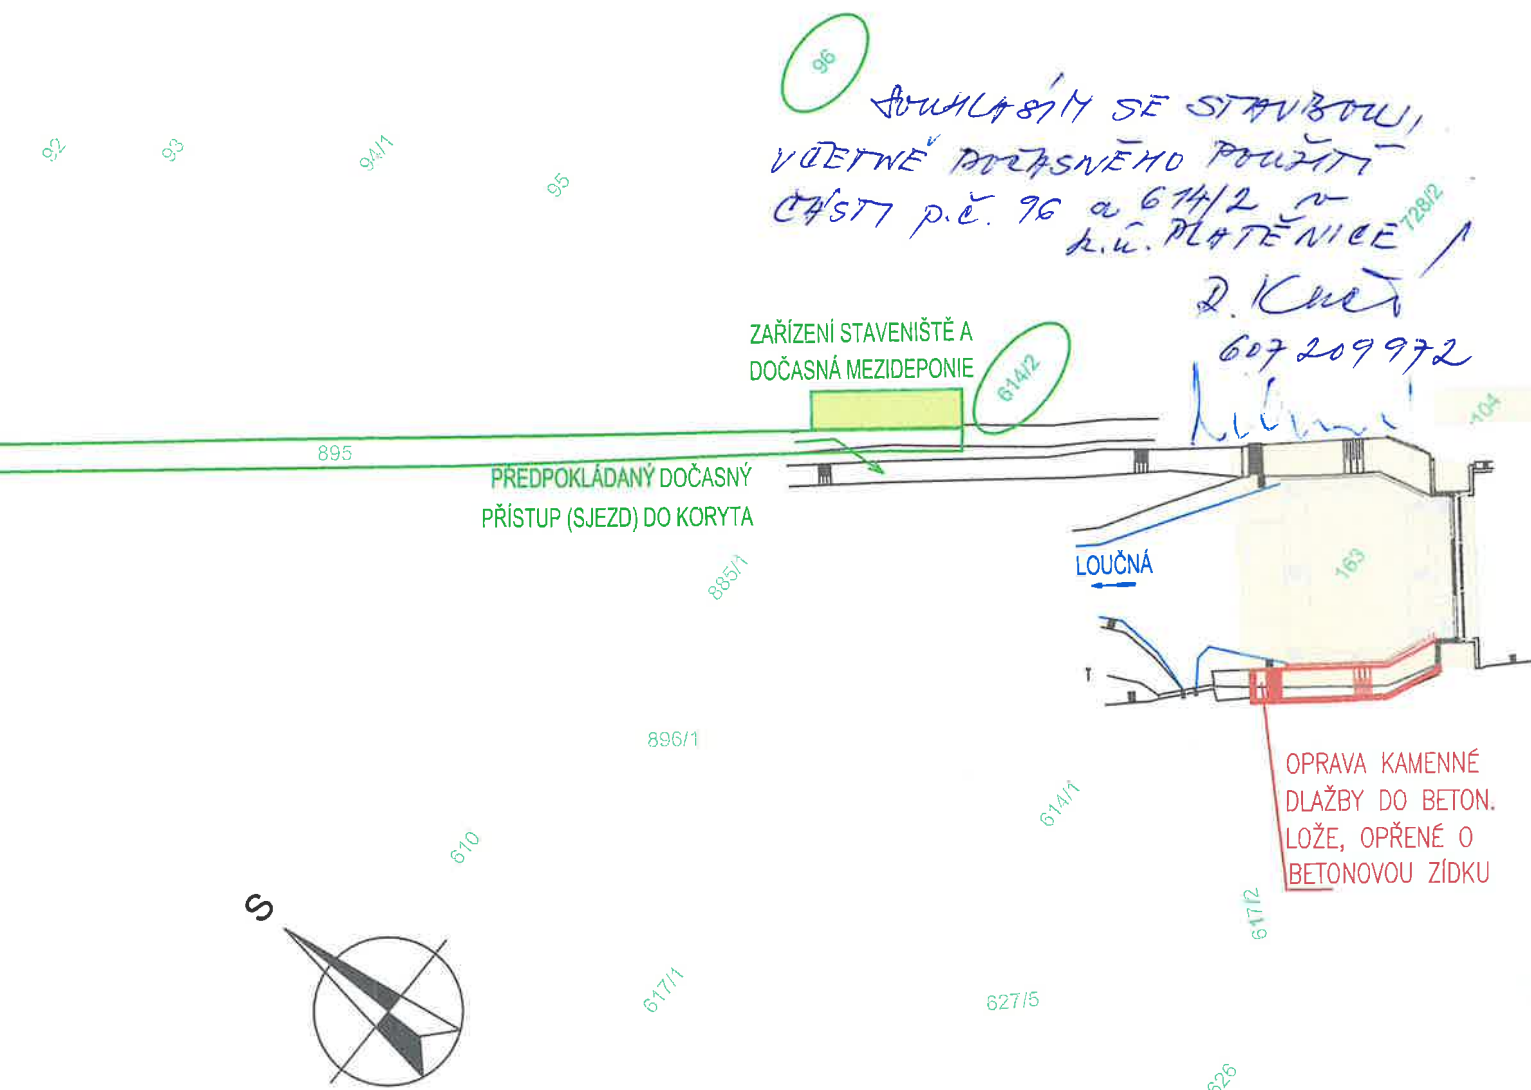 96
SOUHLASÍM SE STAVBOU,
VČETNĚ DOČASNÉHO POUŽITÍ
ČÁSTI p.č. 96 a 614/2 v
k.ú. PLATĚNICE /
92
93
94/1
95
728/2
D.
607 209 972
ZAŘÍZENÍ STAVENIŠTĚ A
DOČASNÁ MEZIDEPONIE
614/2
104
895
PŘEDPOKLÁDANÝ DOČASNÝ
PŘÍSTUP (SJEZD) DO KORYTA
LOUČNÁ
163
885/1
T
896/1
OPRAVA KAMENNÉ
DLAŽBY DO BETON.
LOŽE, OPŘENÉ O
BETONOVOU ZÍDKU
614/1
610
S
617/2
617/1
627/5
626